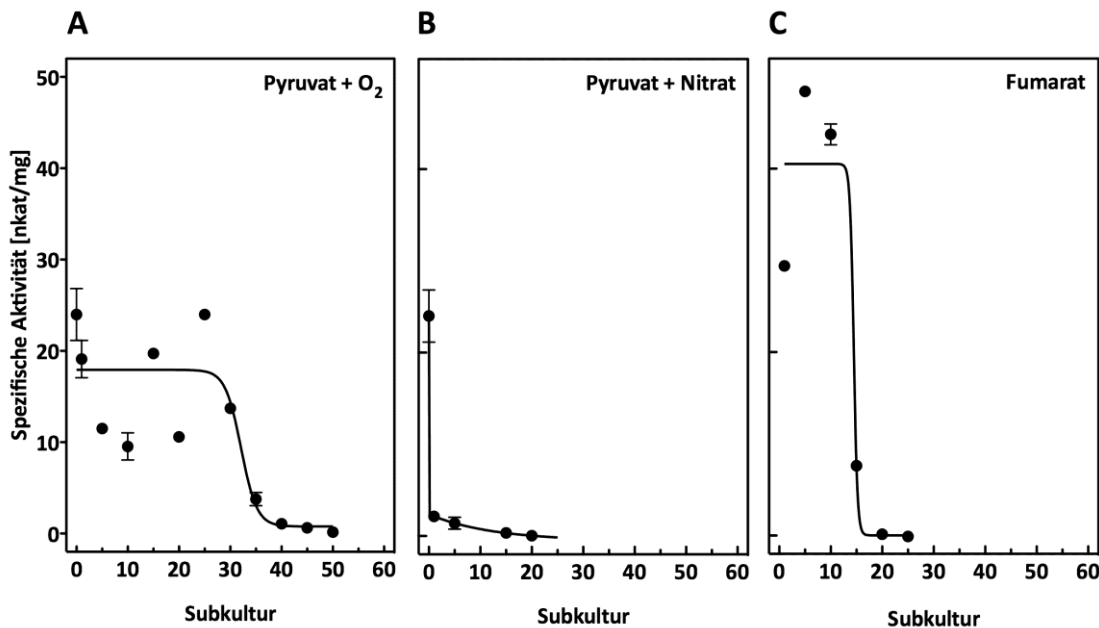 A B C
Pyruvat + O₂ Pyruvat + Nitrat Fumarat
Spezifische Aktivität [nkat/mg]
50
40
30
20
10
0
0 10 20 30 40 50 60 0 10 20 30 40 50 60 0 10 20 30 40 50 60
Subkultur Subkultur Subkultur